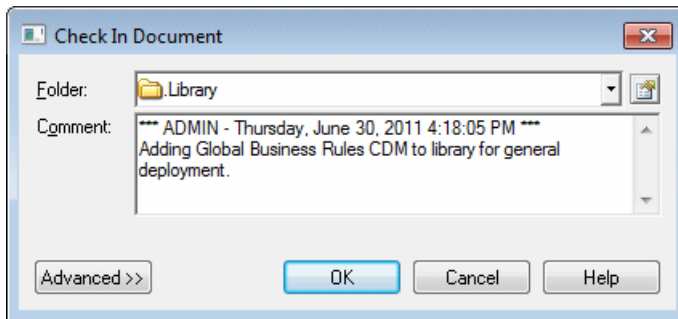 Check In Document
Folder:
.Library
Comment:
*** ADMIN - Thursday, June 30, 2011 4:18:05 PM ***
Adding Global Business Rules CDM to library for general
deployment.
Advanced >>
OK
Cancel
Help